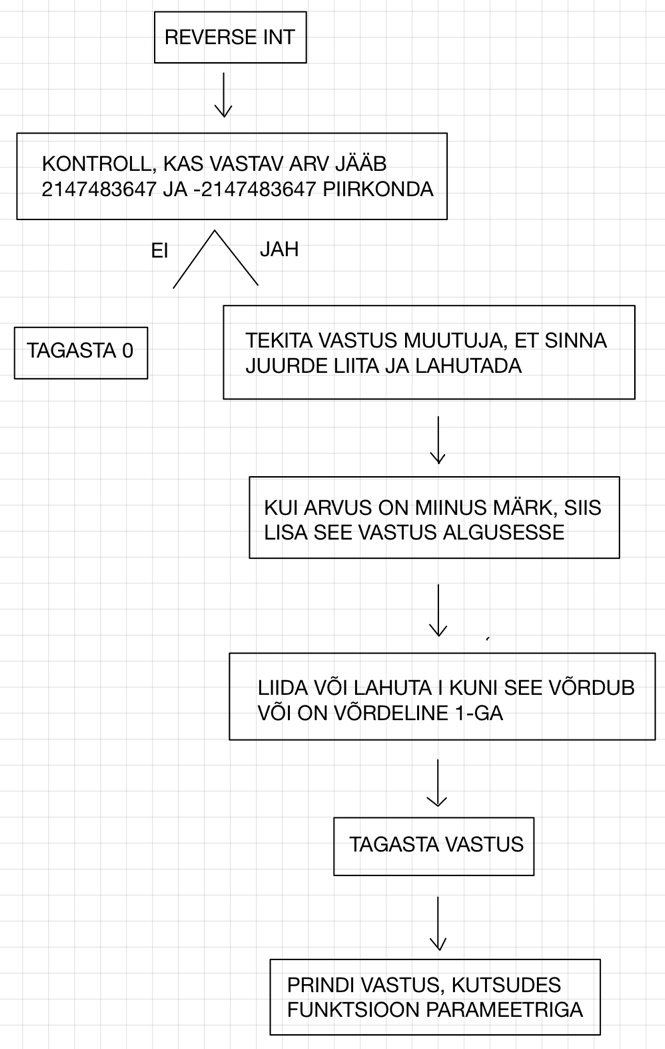 REVERSE INT
KONTROLL, KAS VASTAV ARV JÄÄB
2147483647 JA -2147483647 PIIRKONDA
EI
JAH
TAGASTA 0
TEKITA VASTUS MUUTUJA, ET SINNA
JUURDE LIITA JA LAHUTADA
KUI ARVUS ON MIINUS MÄRK, SIIS
LISA SEE VASTUS ALGUSESSE
LIIDA VÕI LAHUTA I KUNI SEE VÕRDUB
VÕI ON VÕRDELINE 1-GA
TAGASTA VASTUS
PRINDI VASTUS, KUTSUDES
FUNKTSIOON PARAMEETRIGA